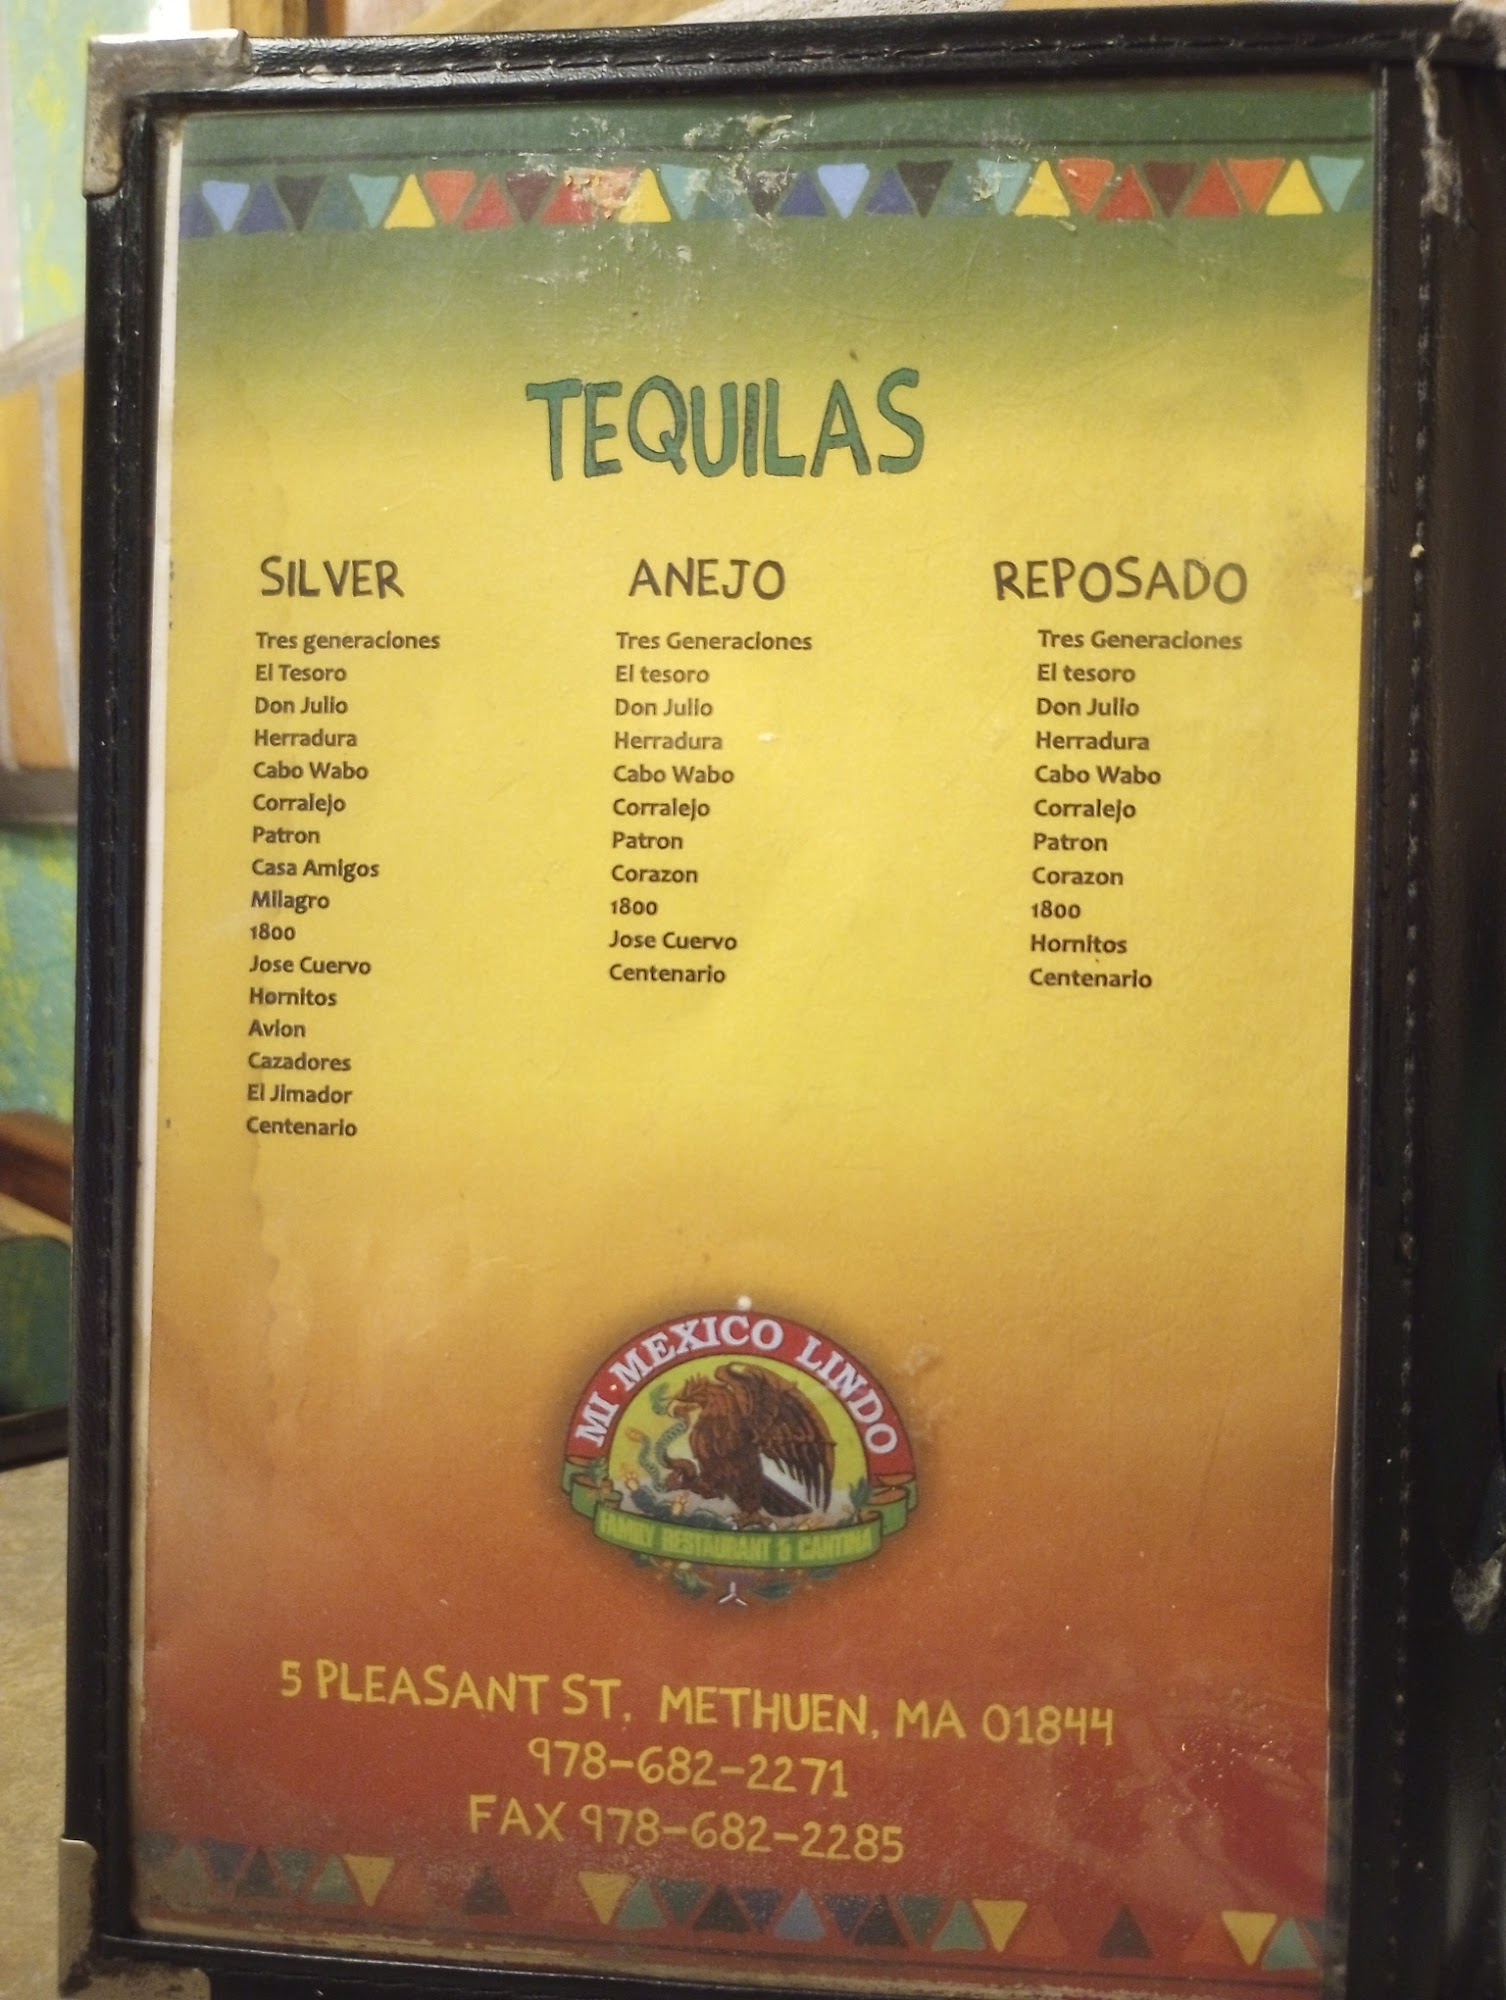 TEQUILAS
SILVER
Tres generaciones
El Tesoro
Don Julio
Herradura
Cabo Wabo
Corralejo
Patron
Casa Amigos
Milagro
1800
Jose Cuervo
Hornitos
Avion
Cazadores
El Jimador
Centenario
ANEJO
Tres Generaciones
El tesoro
Don Julio
Herradura
Cabo Wabo
Corralejo
Patron
Corazon
1800
Jose Cuervo
Centenario
REPOSADO
Tres Generaciones
El tesoro
Don Julio
Herradura
Cabo Wabo
Corralejo
Patron
Corazon
1800
Hornitos
Centenario
MI MEXICO LINDO
FAMILY RESTAURANT & CANTINA
5 PLEASANT ST, METHUEN, MA 01844
978-682-2271
FAX 978-682-2285